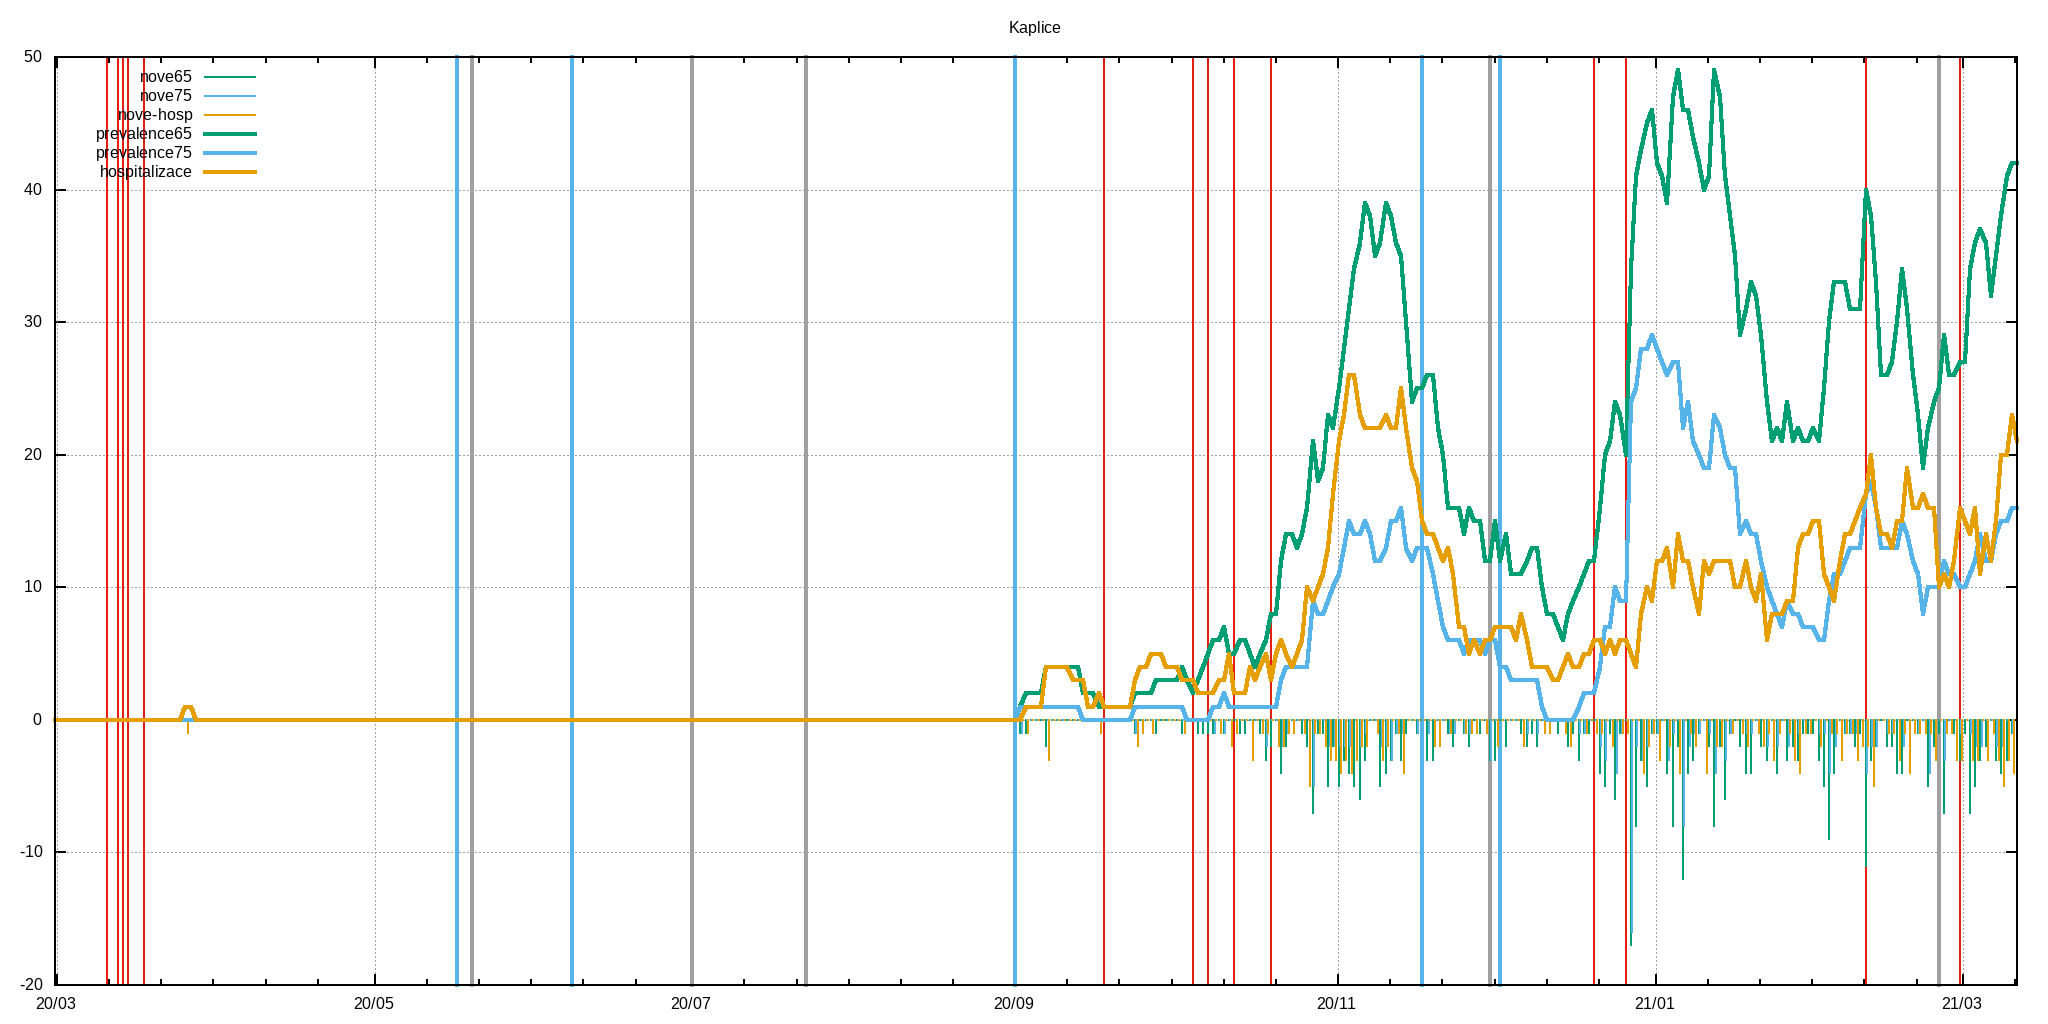 Kaplice
50
nove65
nove75
nove-hosp
prevalence65
prevalence75
hospitalizace
40
30
20
10
0
-10
-20
20/03 20/05 20/07 20/09 20/11 21/01 21/03